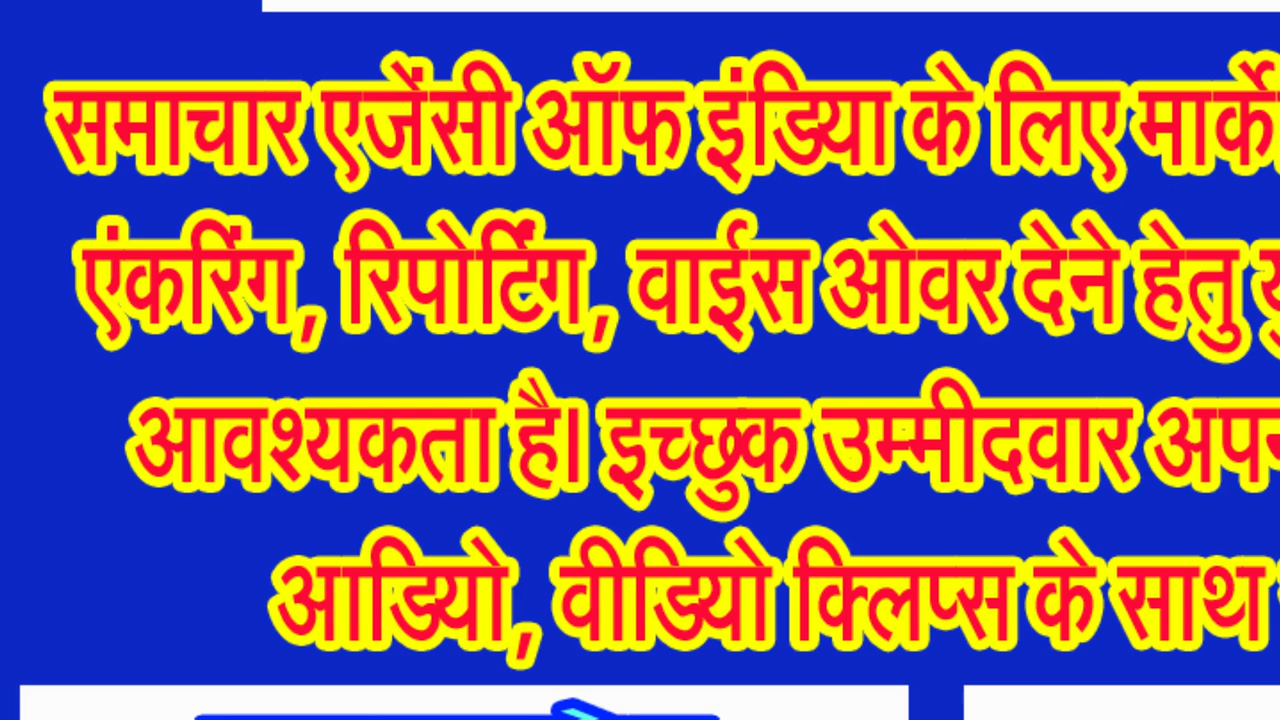 समाचार एजेंसी ऑफ इंडिया के लिए
एंकरिंग, रिपोर्टिंग, वाईस ओवर देने हेतु
आवश्यकता है। इच्छुक उम्मीदवार
आडियो, वीडियो क्लिप्स के साथ